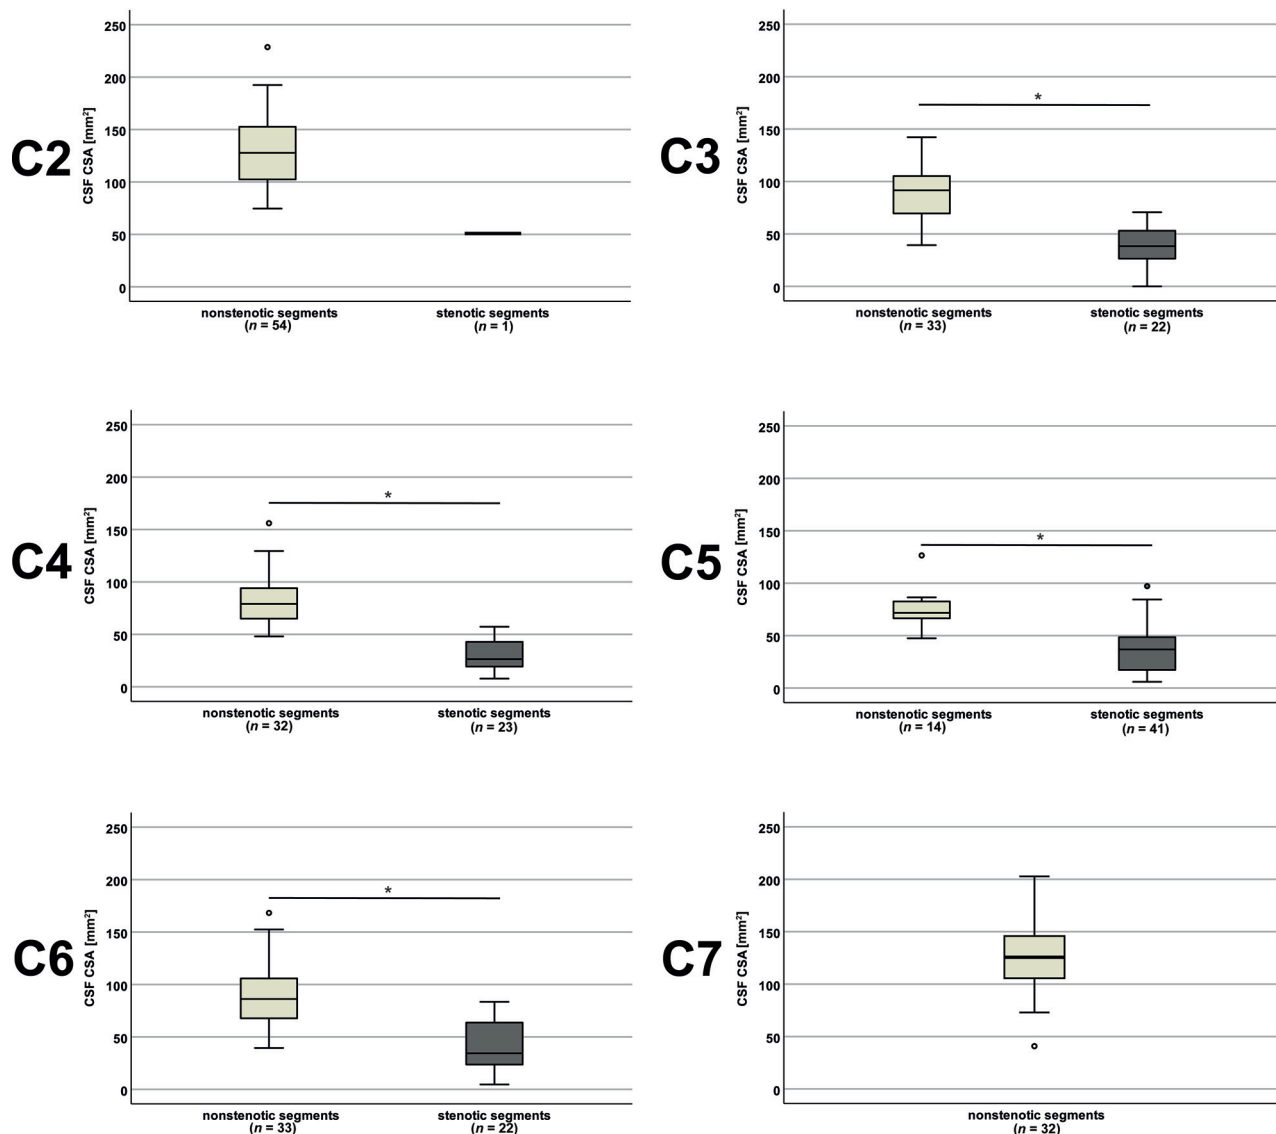 C2
CSF CSA [mm²]
250
200
150
100
50
0
nonstenotic segments
(n = 54)
stenotic segments
(n = 1)
C3
CSF CSA [mm²]
250
200
150
100
50
0
*
nonstenotic segments
(n = 33)
stenotic segments
(n = 22)
C4
CSF CSA [mm²]
250
200
150
100
50
0
*
nonstenotic segments
(n = 32)
stenotic segments
(n = 23)
C5
CSF CSA [mm²]
250
200
150
100
50
0
*
nonstenotic segments
(n = 14)
stenotic segments
(n = 41)
C6
CSF CSA [mm²]
250
200
150
100
50
0
*
nonstenotic segments
(n = 33)
stenotic segments
(n = 22)
C7
CSF CSA [mm²]
250
200
150
100
50
0
nonstenotic segments
(n = 32)